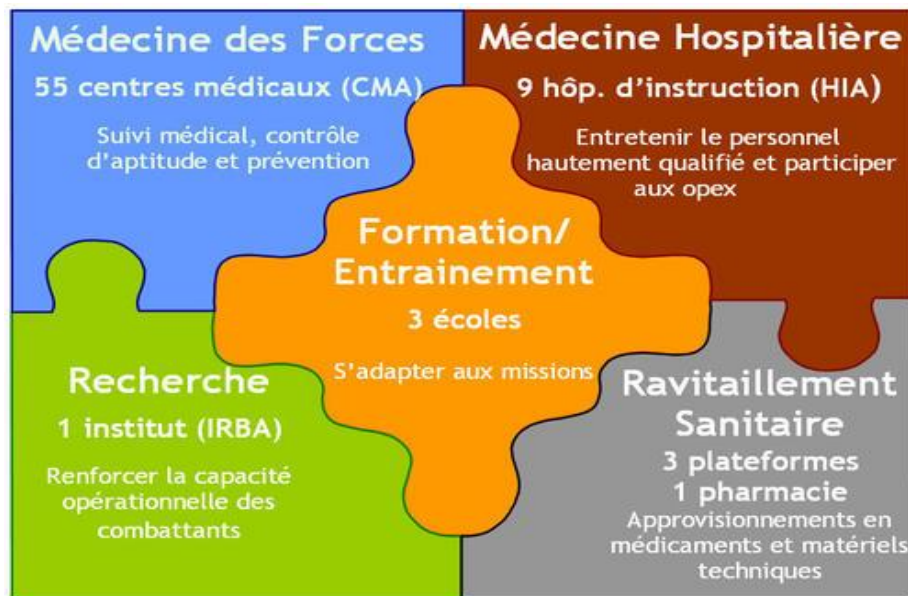 Médecine des Forces
55 centres médicaux (CMA)
Suivi médical, contrôle
d'aptitude et prévention
Médecine Hospitalière
9 hôp. d'instruction (HIA)
Entretenir le personnel
hautement qualifié et participer
aux opex
Formation/
Entrainement
3 écoles
S'adapter aux missions
Recherche
1 institut (IRBA)
Renforcer la capacité
opérationnelle des
combattants
Ravitaillement
Sanitaire
3 plateformes
1 pharmacie
Approvisionnements en
médicaments et matériels
techniques